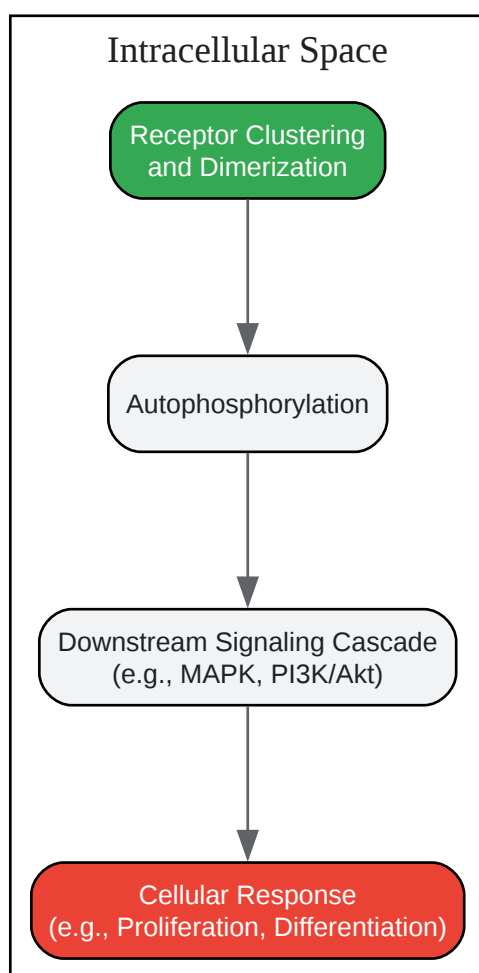 Intracellular Space
Receptor Clustering
and Dimerization
Autophosphorylation
Downstream Signaling Cascade
(e.g., MAPK, PI3K/Akt)
Cellular Response
(e.g., Proliferation, Differentiation)